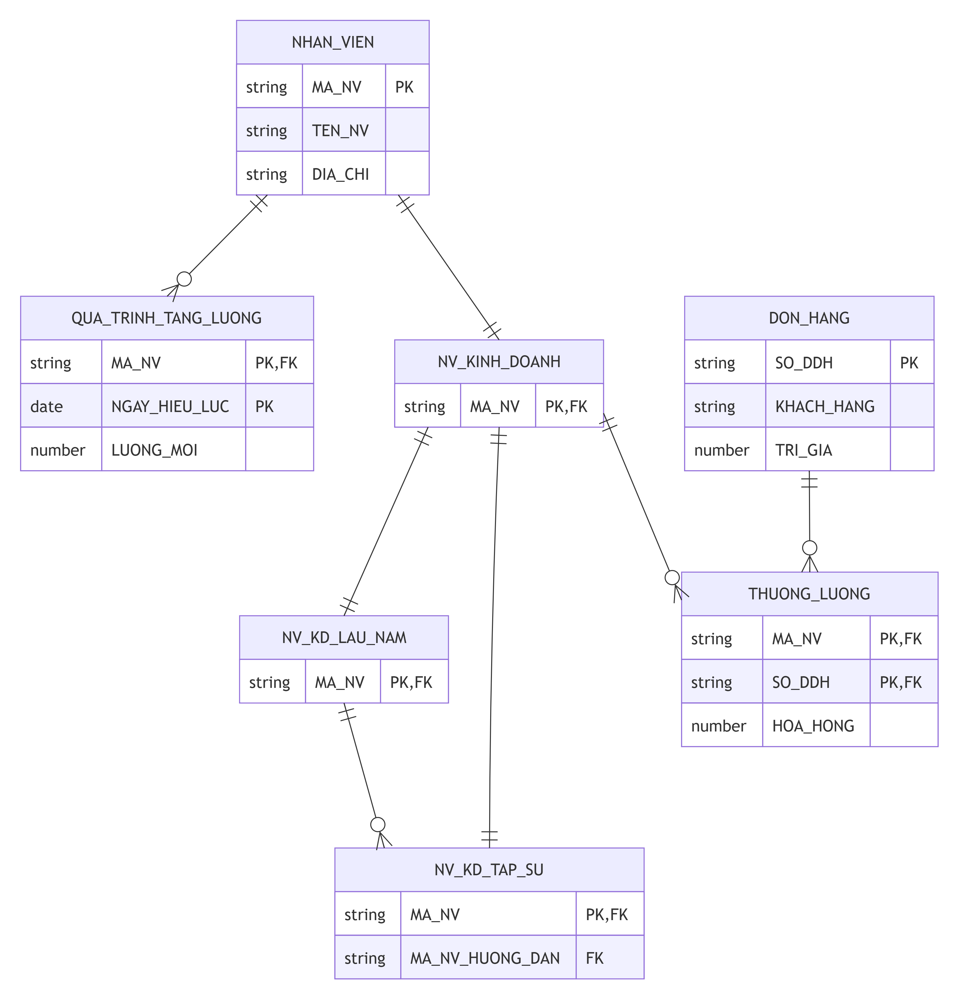 NHAN_VIEN
string MA_NV PK
string TEN_NV
string DIA_CHI
QUA_TRINH_TANG_LUONG
string MA_NV PK,FK
date NGAY_HIEU_LUC PK
number LUONG_MOI
NV_KINH_DOANH
string MA_NV PK,FK
DON_HANG
string SO_DDH PK
string KHACH_HANG
number TRI_GIA
NV_KD_LAU_NAM
string MA_NV PK,FK
THUONG_LUONG
string MA_NV PK,FK
string SO_DDH PK,FK
number HOA_HONG
NV_KD_TAP_SU
string MA_NV PK,FK
string MA_NV_HUONG_DAN FK